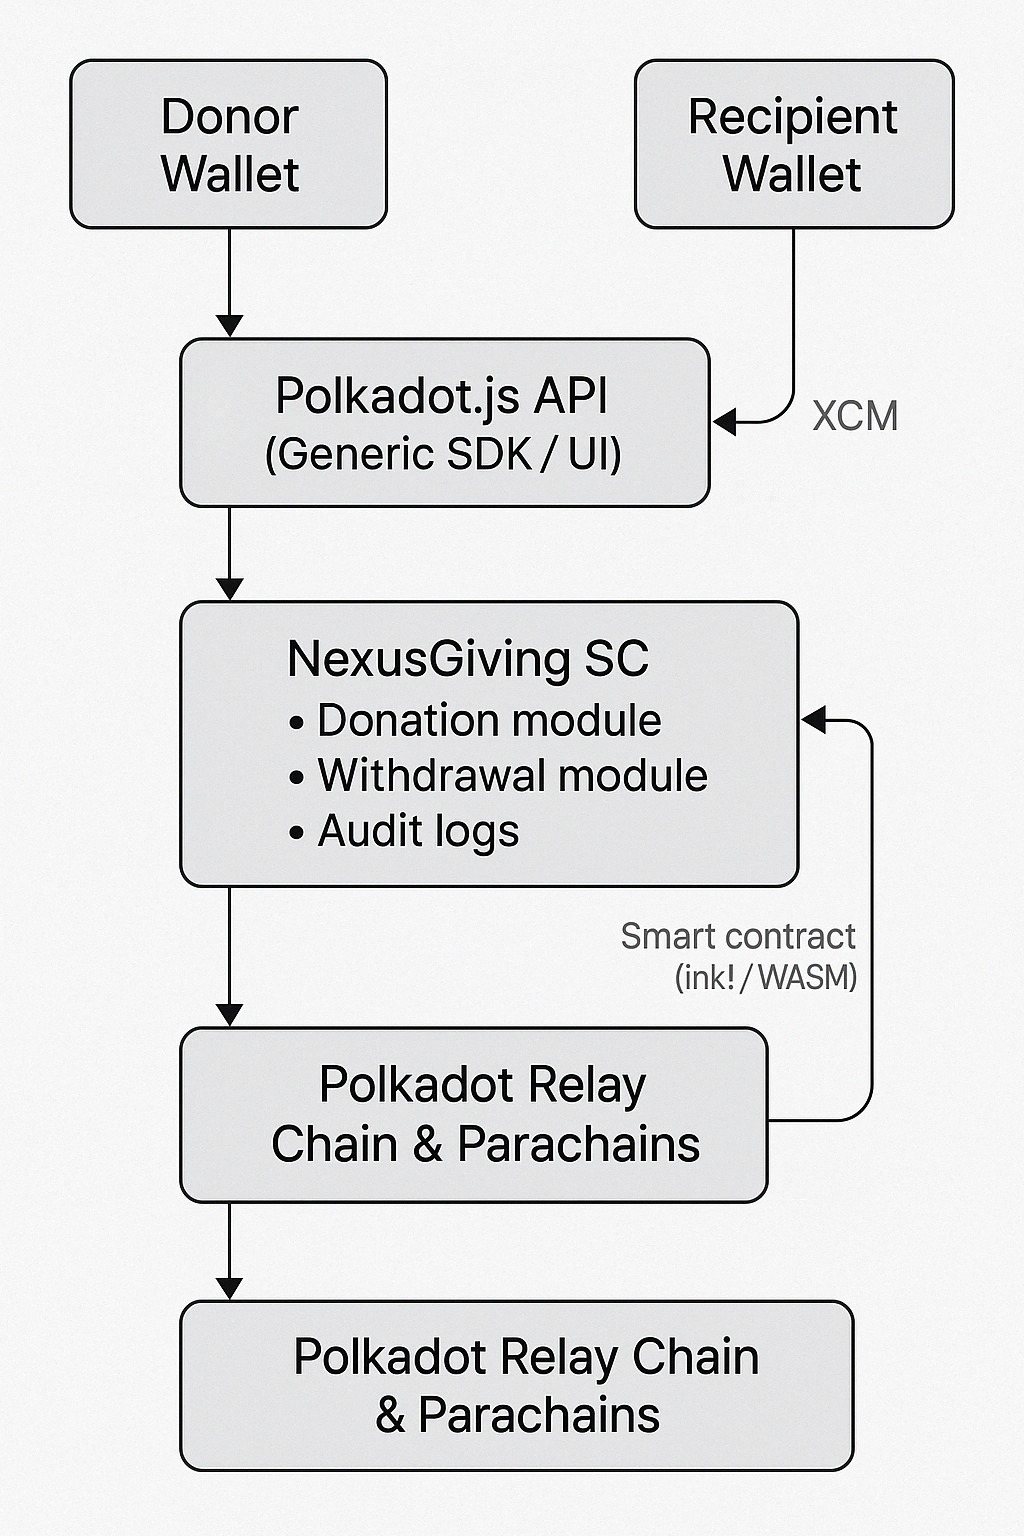 Donor
Wallet
Recipient
Wallet
Polkadot.js API
(Generic SDK / UI)
XCM
NexusGiving SC
• Donation module
• Withdrawal module
• Audit logs
Smart contract
(ink! / WASM)
Polkadot Relay
Chain & Parachains
Polkadot Relay Chain
& Parachains